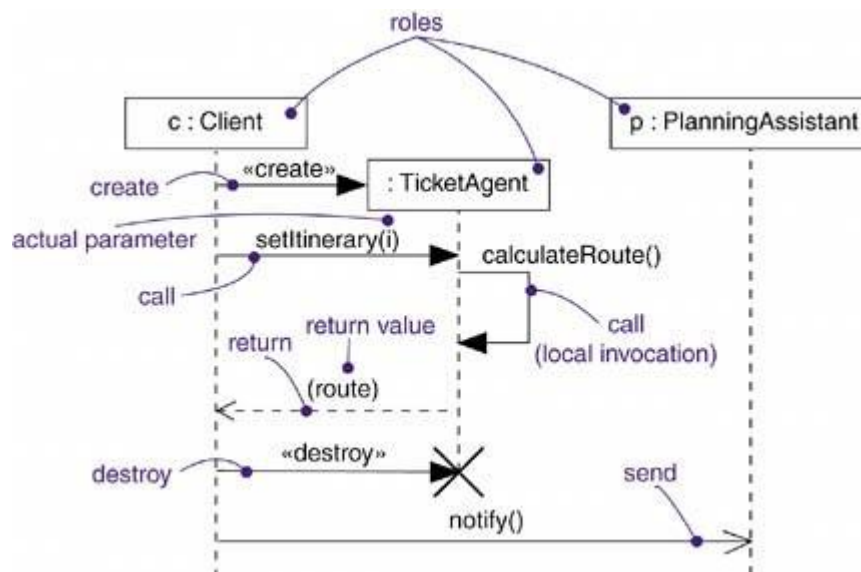 roles
c : Client
p : PlanningAssistant
«create»
: TicketAgent
create
actual parameter
setItinerary(i)
calculateRoute()
call
return value
call
(local invocation)
return
(route)
«destroy»
destroy
send
notify()